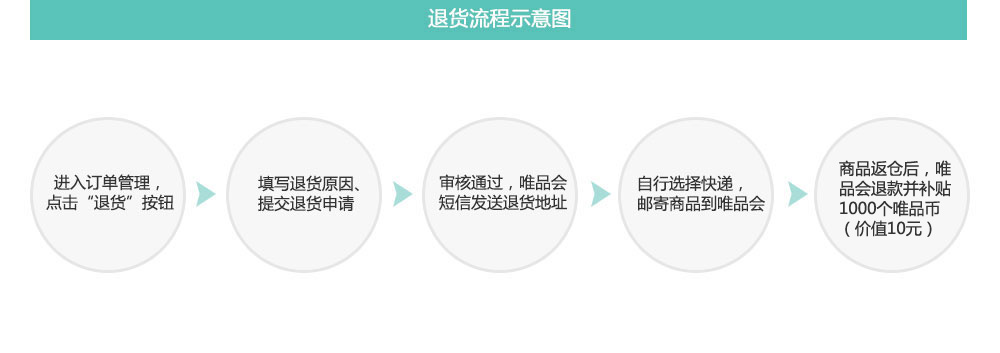 退货流程示意图
进入订单管理，
点击“退货”按钮
填写退货原因、
提交退货申请
审核通过，唯品会
短信发送退货地址
自行选择快递，
邮寄商品到唯品会
商品返仓后，唯
品会退款并补贴
1000个唯品币
（价值10元）